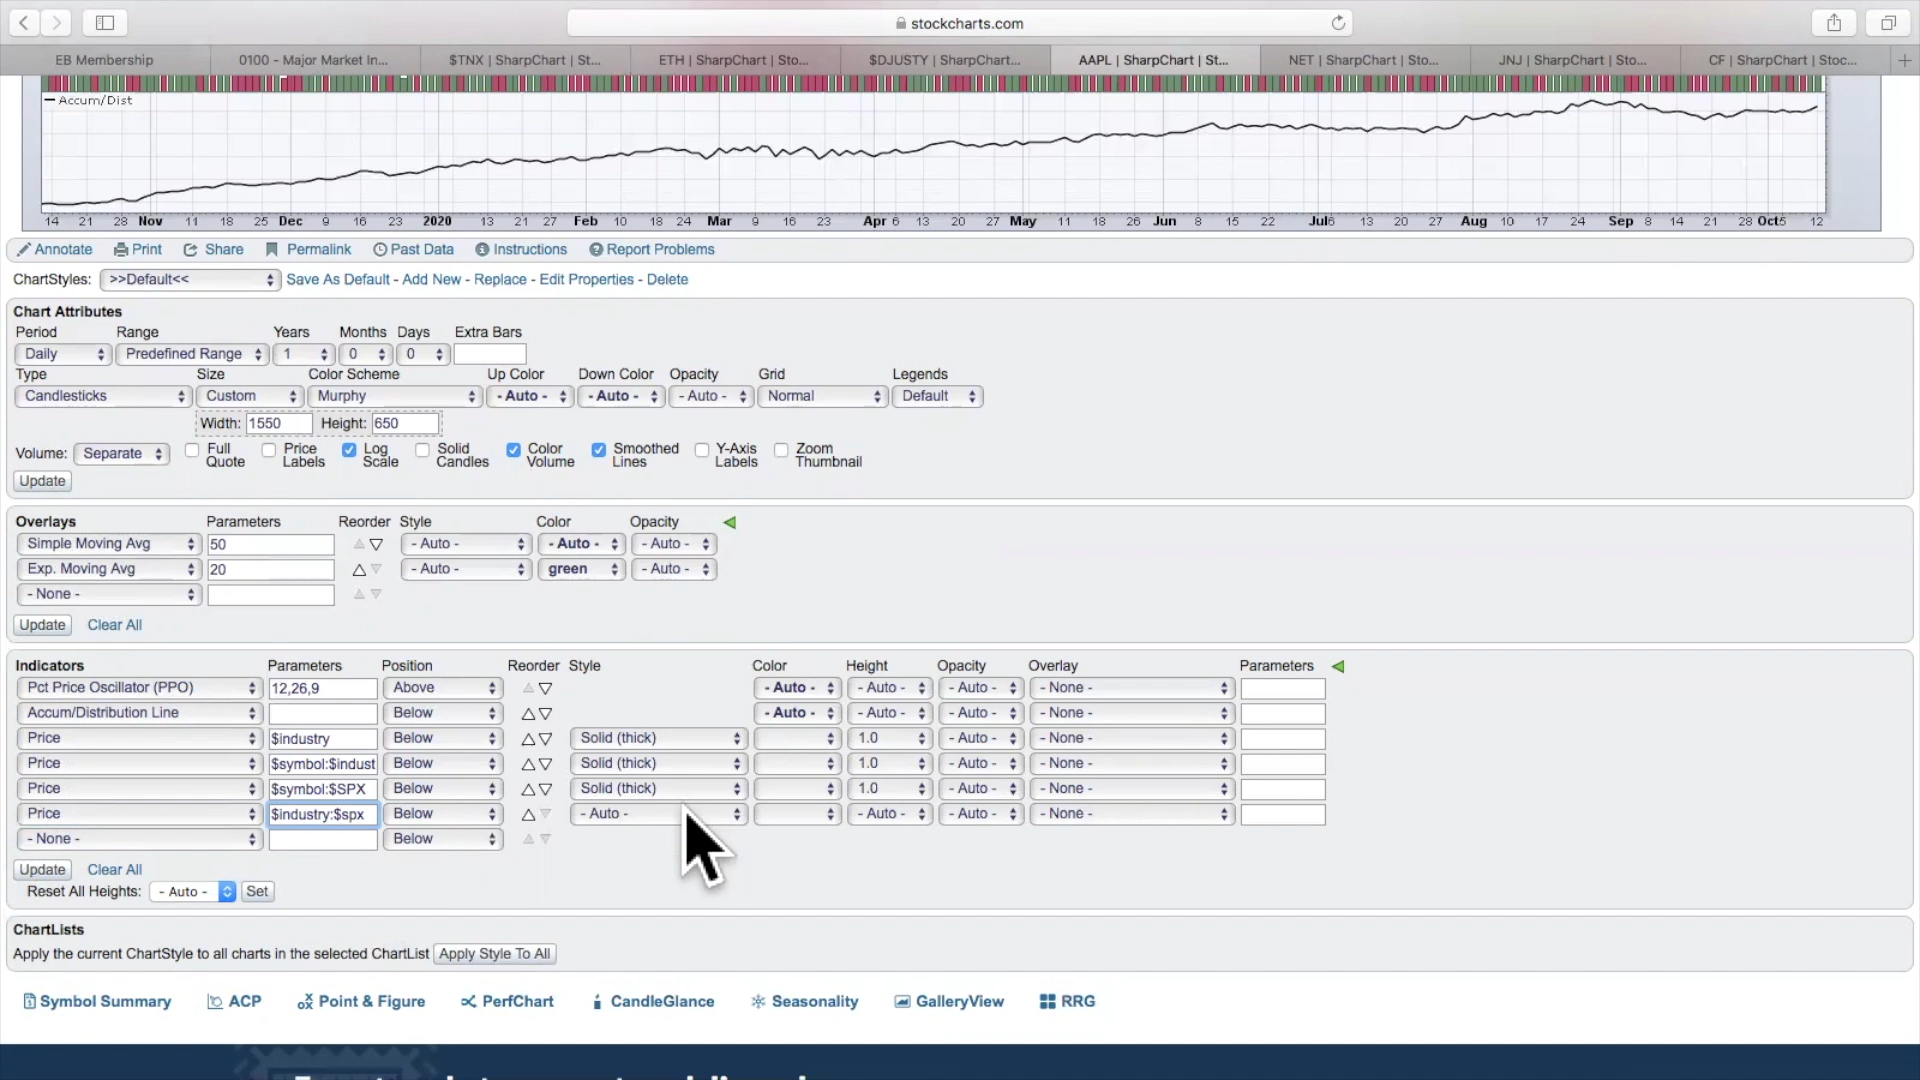 stockcharts.com
EB Membership
0100 - Major Market In...
$TNX | SharpChart | St...
ETH | SharpChart | Sto...
$DJUSTY | SharpChart...
AAPL | SharpChart | St...
NET | SharpChart | Sto...
JNJ | SharpChart | Sto...
CF | SharpChart | Stoc...
Accum/Dist
14 21 28 Nov 11 18 25 Dec 9 16 23 2020 13 21 27 Feb 10 18 24 Mar 9 16 23 Apr 6 13 20 27 May 11 18 26 Jun 8 15 22 Jul6 13 20 27 Aug 10 17 24 Sep 8 14 21 28 Oct5 12
Annotate Print Share Permalink Past Data Instructions Report Problems
ChartStyles: >>Default<< Save As Default - Add New - Replace - Edit Properties - Delete
Chart Attributes
Period Range Years Months Days Extra Bars
Daily Predefined Range 1 0 0
Type Size Color Scheme Up Color Down Color Opacity Grid Legends
Candlesticks Custom Murphy - Auto - - Auto - - Auto - Normal Default
Width: 1550 Height: 650
Volume: Separate Full Quote Price Labels Log Scale Solid Candles Color Volume Smoothed Lines Y-Axis Labels Zoom Thumbnail
Update
Overlays Parameters Reorder Style Color Opacity
Simple Moving Avg 50 - Auto - - Auto - - Auto -
Exp. Moving Avg 20 - Auto - green - Auto -
- None -
Update Clear All
Indicators Parameters Position Reorder Style Color Height Opacity Overlay Parameters
Pct Price Oscillator (PPO) 12,26,9 Above - Auto - - Auto - - Auto - - None -
Accum/Distribution Line Below - Auto - - Auto - - Auto - - None -
Price $industry Below Solid (thick) 1.0 - Auto - - None -
Price $symbol:$indust Below Solid (thick) 1.0 - Auto - - None -
Price $symbol:$SPX Below Solid (thick) 1.0 - Auto - - None -
Price $industry:$spx Below - Auto - - Auto - - Auto - - None -
- None - Below
Update Clear All
Reset All Heights: - Auto - Set
ChartLists
Apply the current ChartStyle to all charts in the selected ChartList Apply Style To All
Symbol Summary ACP Point & Figure PerfChart CandleGlance Seasonality GalleryView RRG